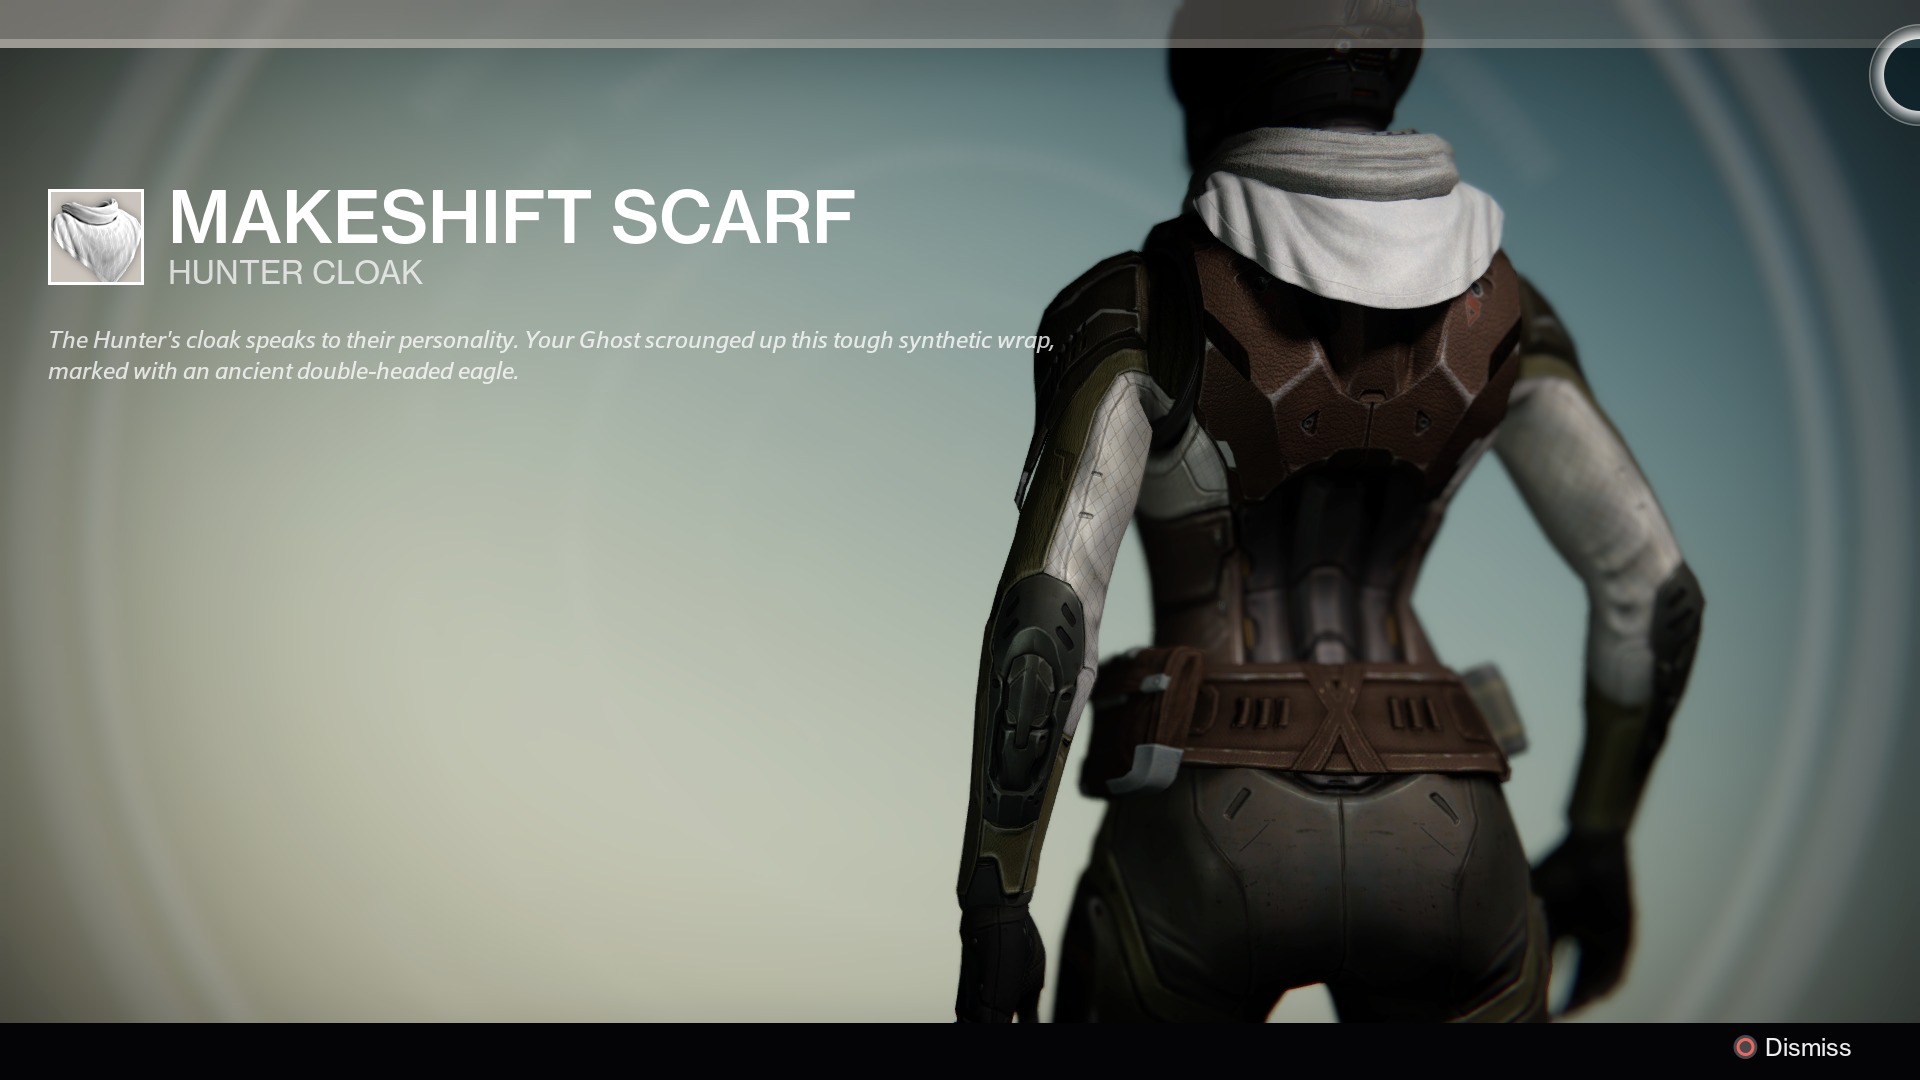 MAKESHIFT SCARF
HUNTER CLOAK
The Hunter's cloak speaks to their personality. Your Ghost scrounged up this tough synthetic wrap,
marked with an ancient double-headed eagle.
Dismiss